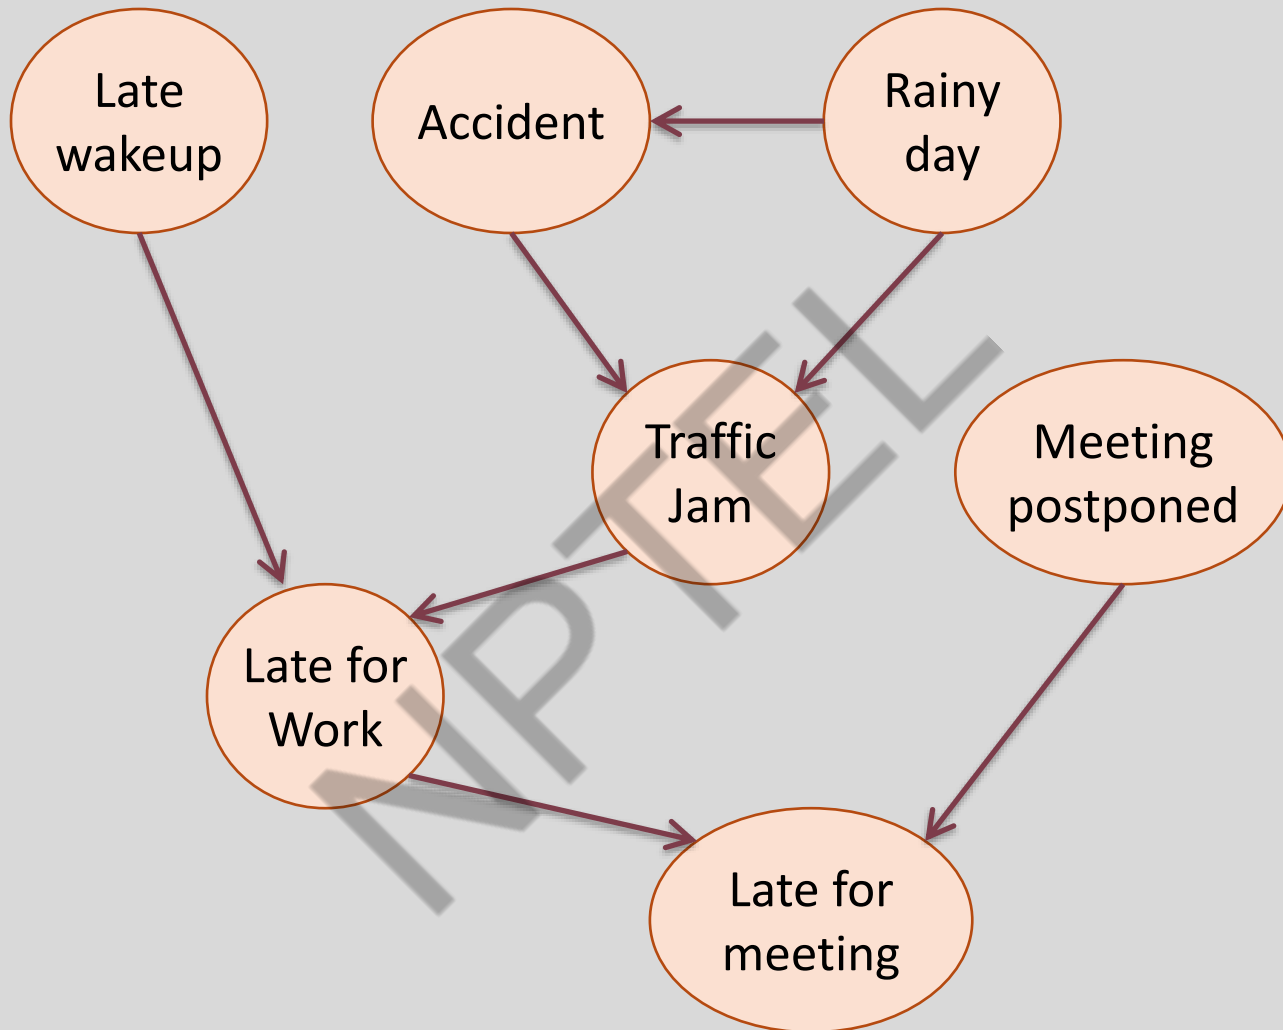 Late
wakeup
Accident
Rainy
day
Traffic
Jam
Meeting
postponed
Late for
Work
Late for
meeting
NPTEL